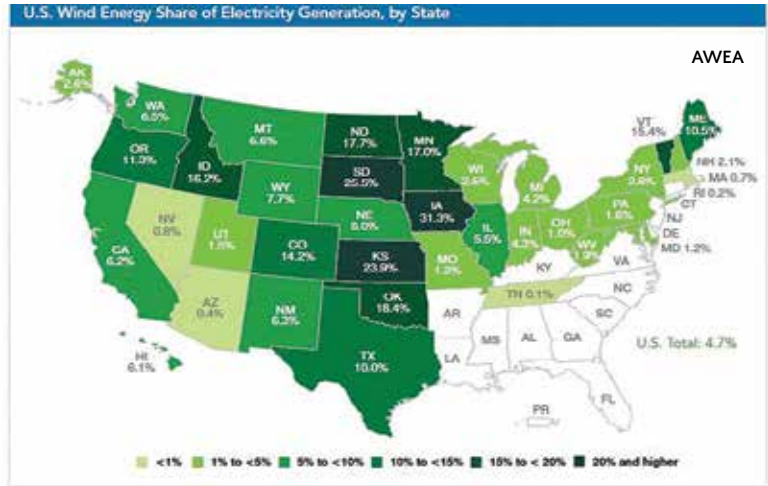 U.S. Wind Energy Share of Electricity Generation, by State
AWEA
AK
2.6%
WA
6.5%
MT
6.6%
ND
17.7%
MN
17.0%
VT
15.4%
ME
10.5%
OR
11.3%
ID
16.2%
SD
25.5%
WI
MI
4.2%
NY
NH 2.1%
MA 0.7%
RI 0.2%
CT
WY
7.7%
IA
31.3%
PA
NJ
NV
0.8%
UT
NE
IL
5.5%
IN
4.3%
OH
1.0%
DE
MD 1.2%
CA
6.2%
CO
14.2%
KS
23.9%
MO
WV
VA
KY
AZ
0.4%
NM
6.3%
OK
18.4%
AR
TN 0.1%
NC
SC
MS
AL
GA
U.S. Total: 4.7%
HI
6.1%
TX
10.0%
LA
FL
PR
<1%
1% to <5%
5% to <10%
10% to <15%
15% to < 20%
20% and higher